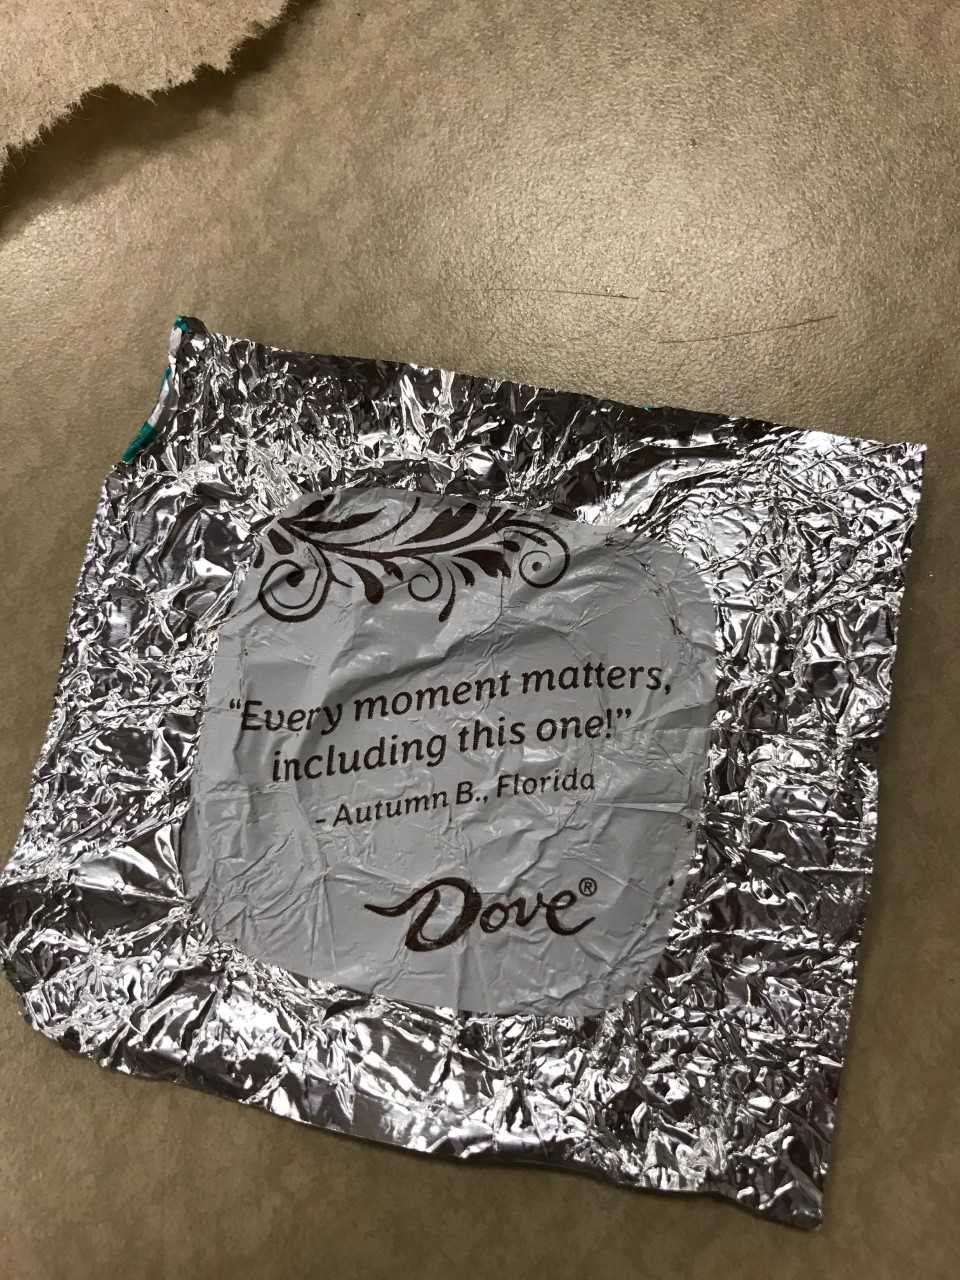 “Every moment matters,
including this one!”
- Autumn B., Florida
Dove®